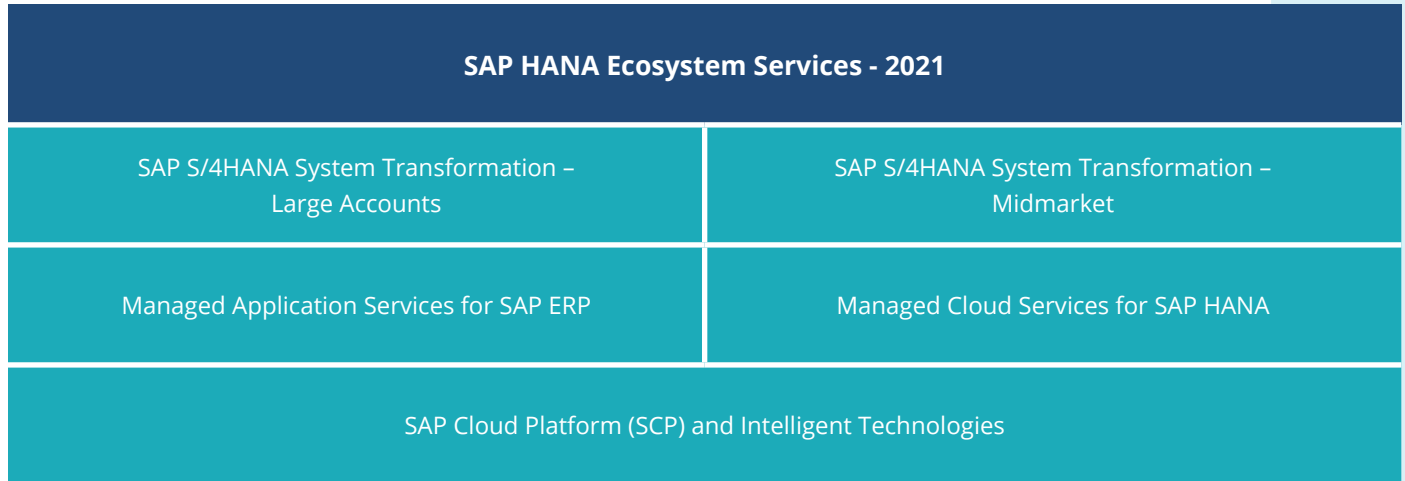 SAP HANA Ecosystem Services - 2021
SAP S/4HANA System Transformation –
Large Accounts
SAP S/4HANA System Transformation –
Midmarket
Managed Application Services for SAP ERP
Managed Cloud Services for SAP HANA
SAP Cloud Platform (SCP) and Intelligent Technologies